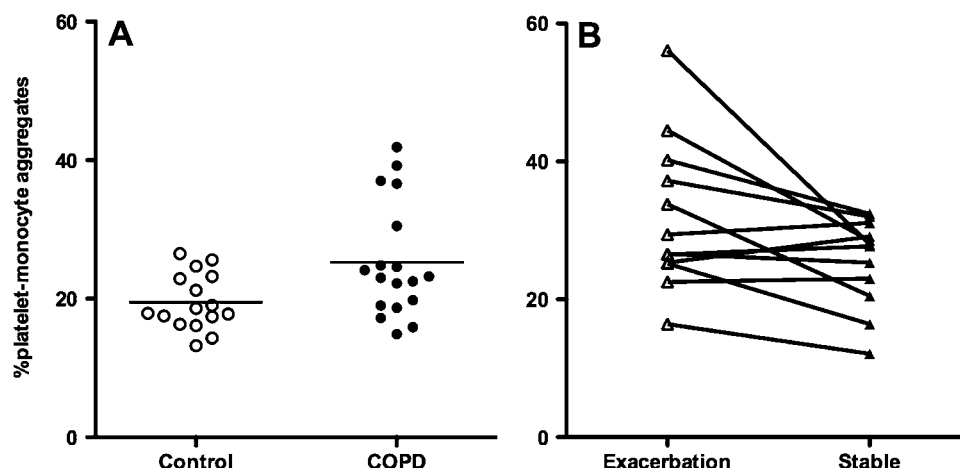 A
B
%platelet-monocyte aggregates
60
40
20
0
Control
COPD
60
40
20
0
Exacerbation
Stable